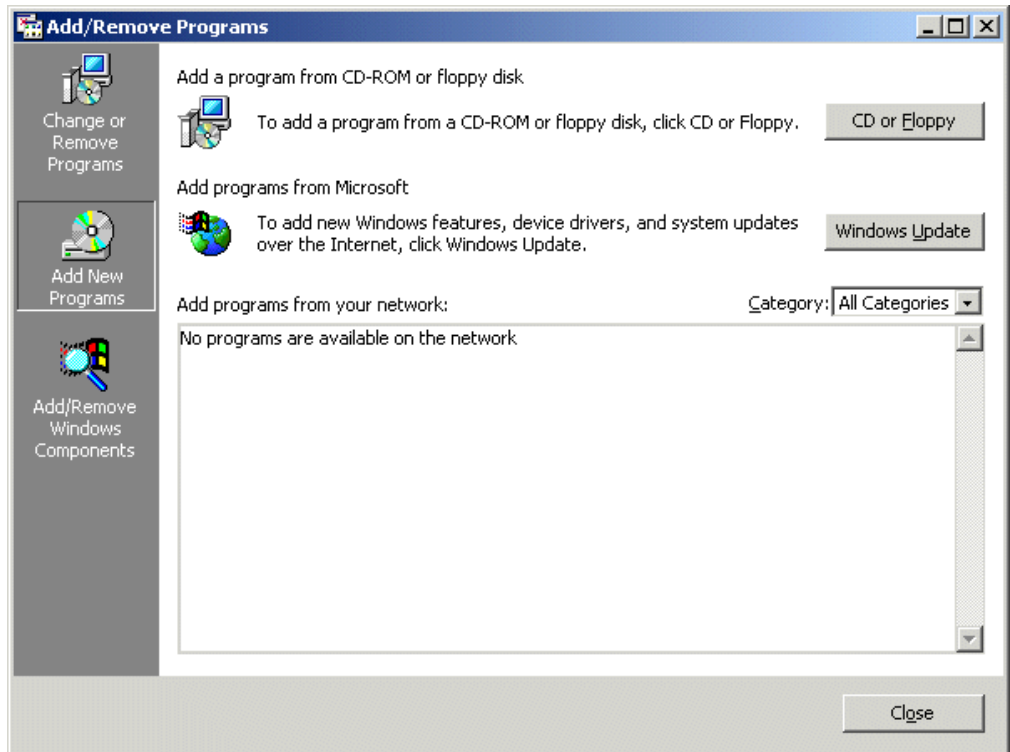 Add/Remove Programs
Change or
Remove
Programs
Add New
Programs
Add/Remove
Windows
Components
Add a program from CD-ROM or floppy disk
To add a program from a CD-ROM or floppy disk, click CD or Floppy.
CD or Floppy
Add programs from Microsoft
To add new Windows features, device drivers, and system updates
over the Internet, click Windows Update.
Windows Update
Add programs from your network:
Category: All Categories
No programs are available on the network
Close